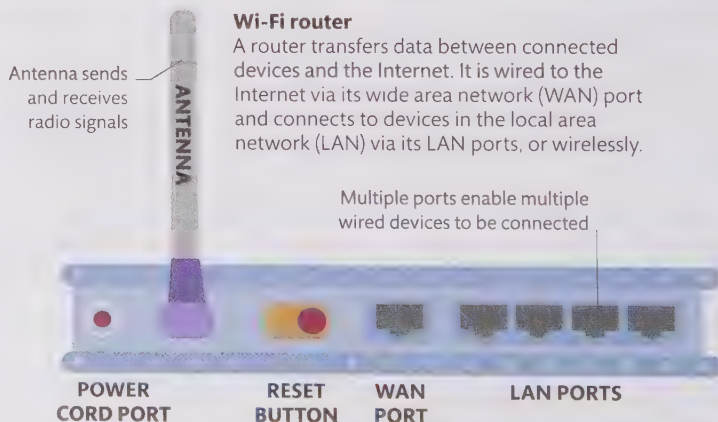 Wi-Fi router
A router transfers data between connected
devices and the Internet. It is wired to the
Internet via its wide area network (WAN) port
and connects to devices in the local area
network (LAN) via its LAN ports, or wirelessly.
Antenna sends
and receives
radio signals
ANTENNA
Multiple ports enable multiple
wired devices to be connected
POWER
CORD PORT
RESET
BUTTON
WAN
PORT
LAN PORTS